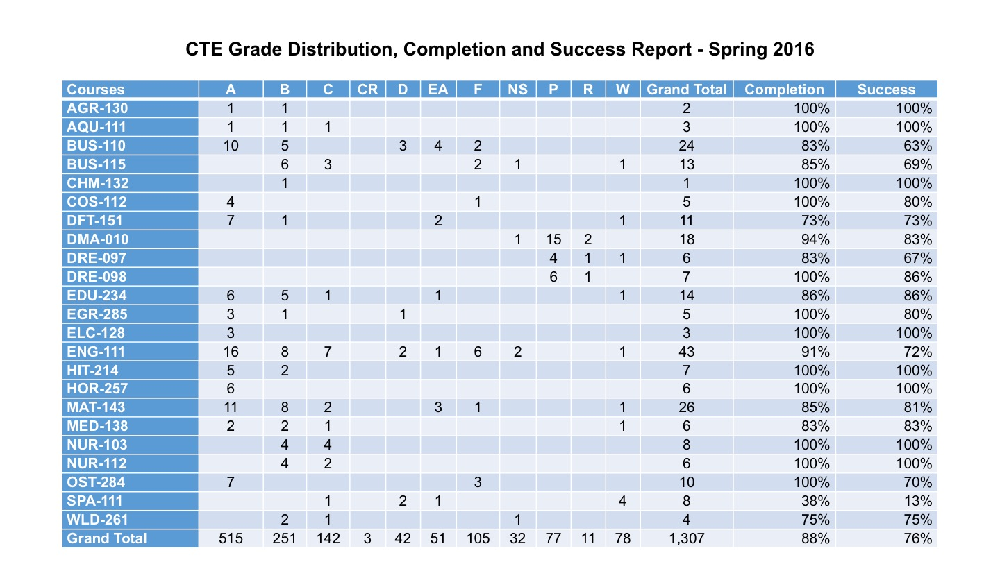 CTE Grade Distribution, Completion and Success Report - Spring 2016
Courses A B C CR D EA F NS P R W Grand Total Completion Success
AGR-130 1 1 2 100% 100%
AQU-111 1 1 1 3 100% 100%
BUS-110 10 5 3 4 2 24 83% 63%
BUS-115 6 3 2 1 1 13 85% 69%
CHM-132 1 1 100% 100%
COS-112 4 1 5 100% 80%
DFT-151 7 1 2 1 11 73% 73%
DMA-010 1 15 2 18 94% 83%
DRE-097 4 1 1 6 83% 67%
DRE-098 6 1 7 100% 86%
EDU-234 6 5 1 1 1 14 86% 86%
EGR-285 3 1 1 5 100% 80%
ELC-128 3 3 100% 100%
ENG-111 16 8 7 2 1 6 2 1 43 91% 72%
HIT-214 5 2 7 100% 100%
HOR-257 6 6 100% 100%
MAT-143 11 8 2 3 1 1 26 85% 81%
MED-138 2 2 1 1 6 83% 83%
NUR-103 4 4 8 100% 100%
NUR-112 4 2 6 100% 100%
OST-284 7 3 10 100% 70%
SPA-111 1 2 1 4 8 38% 13%
WLD-261 2 1 1 4 75% 75%
Grand Total 515 251 142 3 42 51 105 32 77 11 78 1,307 88% 76%